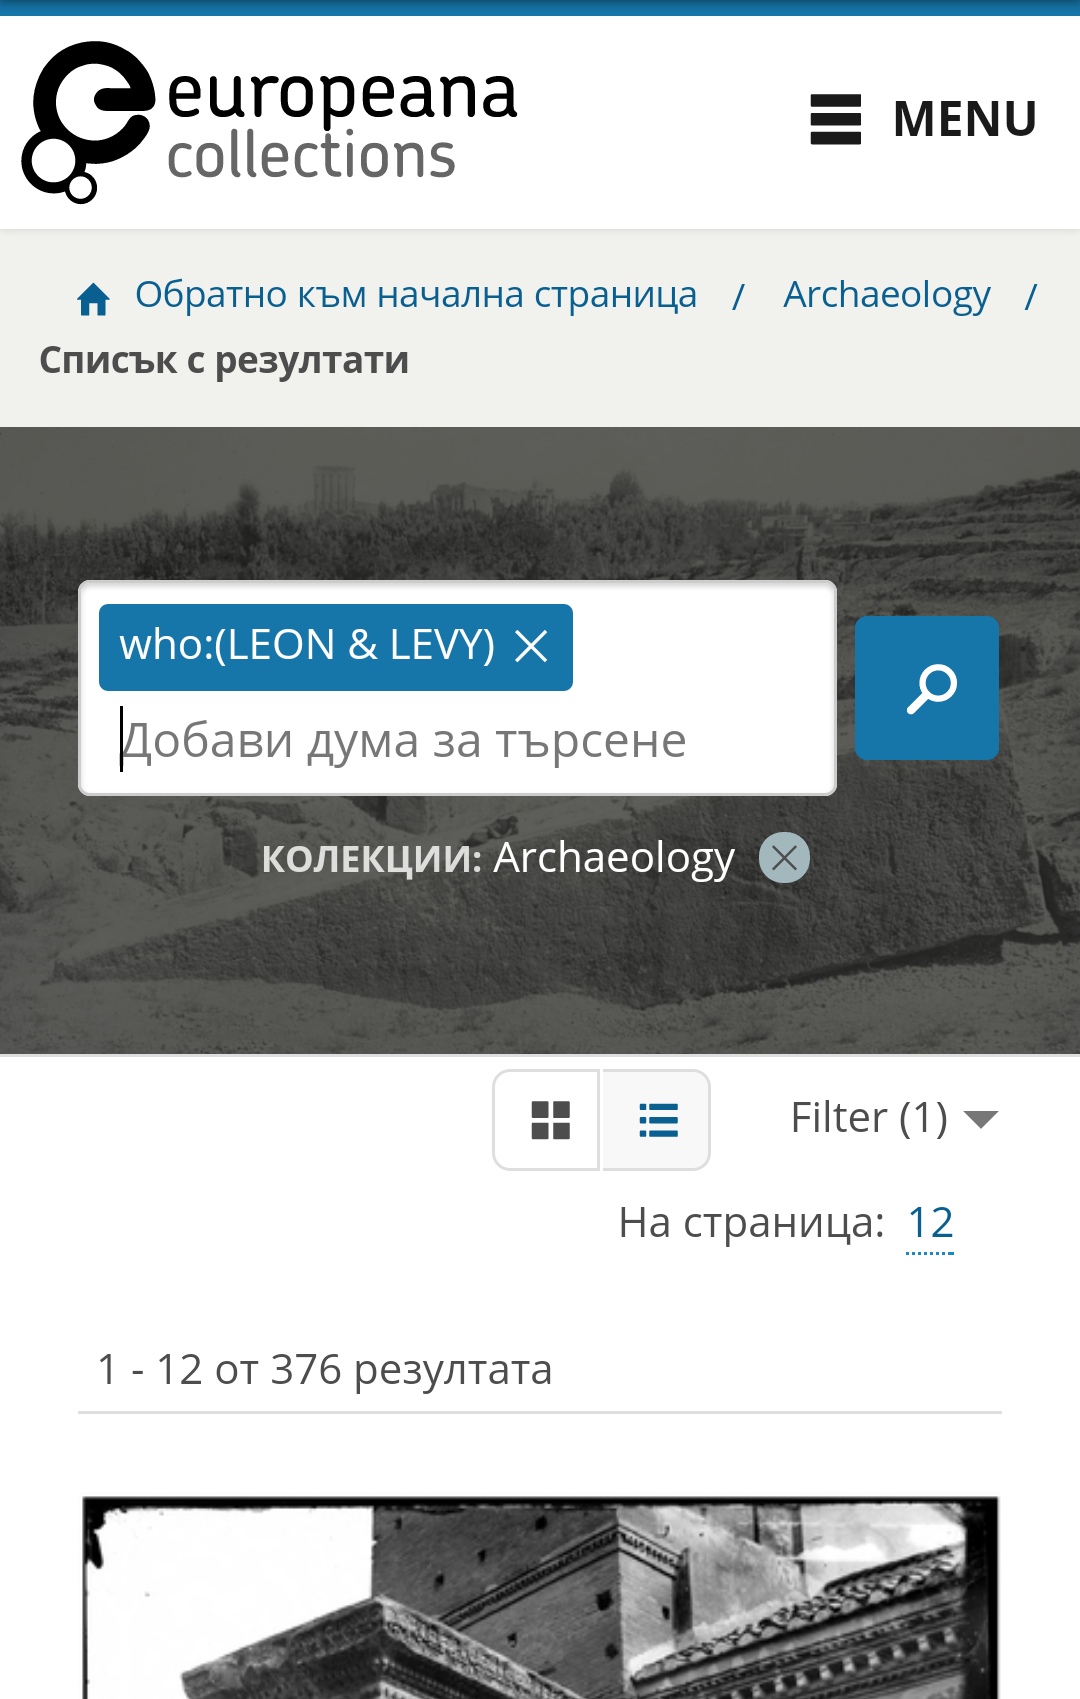 europeana
collections
MENU
Обратно към начална страница / Archaeology /
Списък с резултати
who:(LEON & LEVY)
Добави дума за търсене
КОЛЕКЦИИ: Archaeology
Filter (1)
На страница: 12
1 - 12 от 376 резултата